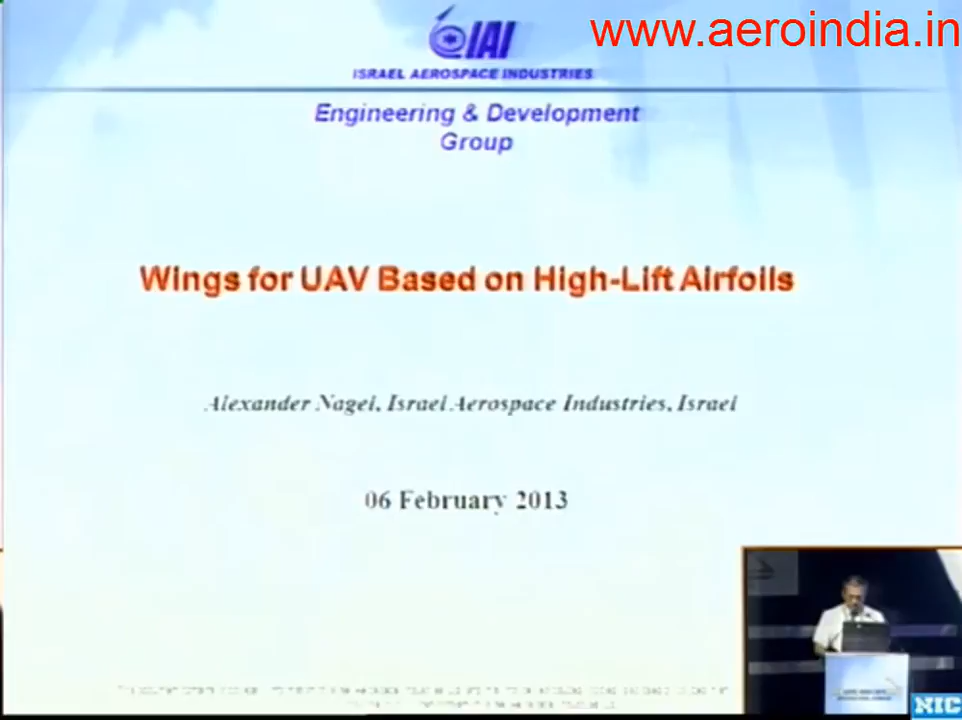 www.aeroindia.in
IAI
ISRAEL AEROSPACE INDUSTRIES
Engineering & Development
Group
Wings for UAV Based on High-Lift Airfoils
Alexander Nagel, Israel Aerospace Industries, Israel
06 February 2013
NIC